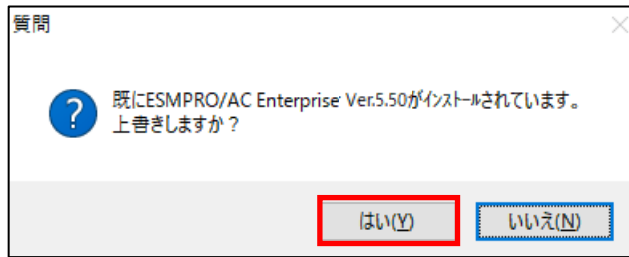 質問
既にESMPRO/AC Enterprise Ver.5.50がｲﾝｽﾄｰﾙされています。
上書きしますか？
はい(Y)
いいえ(N)